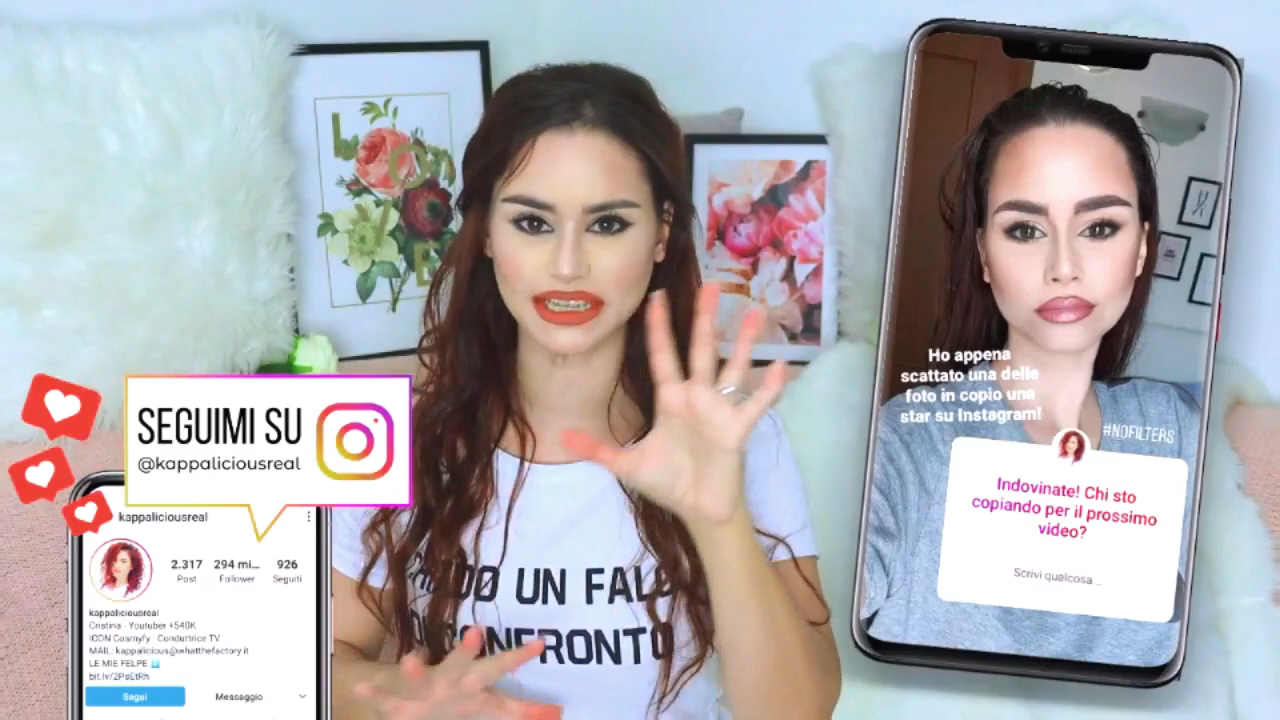 SEGUIMI SU
@kappaliciousreal
kappaliciousreal
2.317 294 mi... 926
Post Follower Seguiti
kappaliciousreal
Cristina - Youtuber +540K
ICON Cosmyfy - Conduttrice TV
MAIL: kappalicious@whatthefactory.it
LE MIE FELPE
bit.ly/2PsEtRh
Segui Messaggio
UN FALÒ
CONFRONTO
Ho appena
scattato una delle
foto in copio una
star su Instagram!
#NOFILTERS
Indovinate! Chi sto
copiando per il prossimo
video?
Scrivi qualcosa...